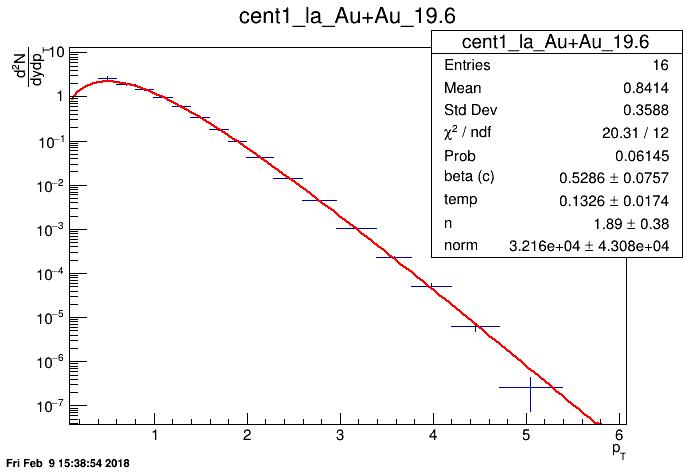 cent1_la_Au+Au_19.6
cent1_la_Au+Au_19.6
Entries 16
Mean 0.8414
Std Dev 0.3588
χ² / ndf 20.31 / 12
Prob 0.06145
beta (c) 0.5286 ± 0.0757
temp 0.1326 ± 0.0174
n 1.89 ± 0.38
norm 3.216e+04 ± 4.308e+04
d²N
dydp_T
10
1
10⁻¹
10⁻²
10⁻³
10⁻⁴
10⁻⁵
10⁻⁶
10⁻⁷
1 2 3 4 5 6
p_T
Fri Feb 9 15:38:54 2018